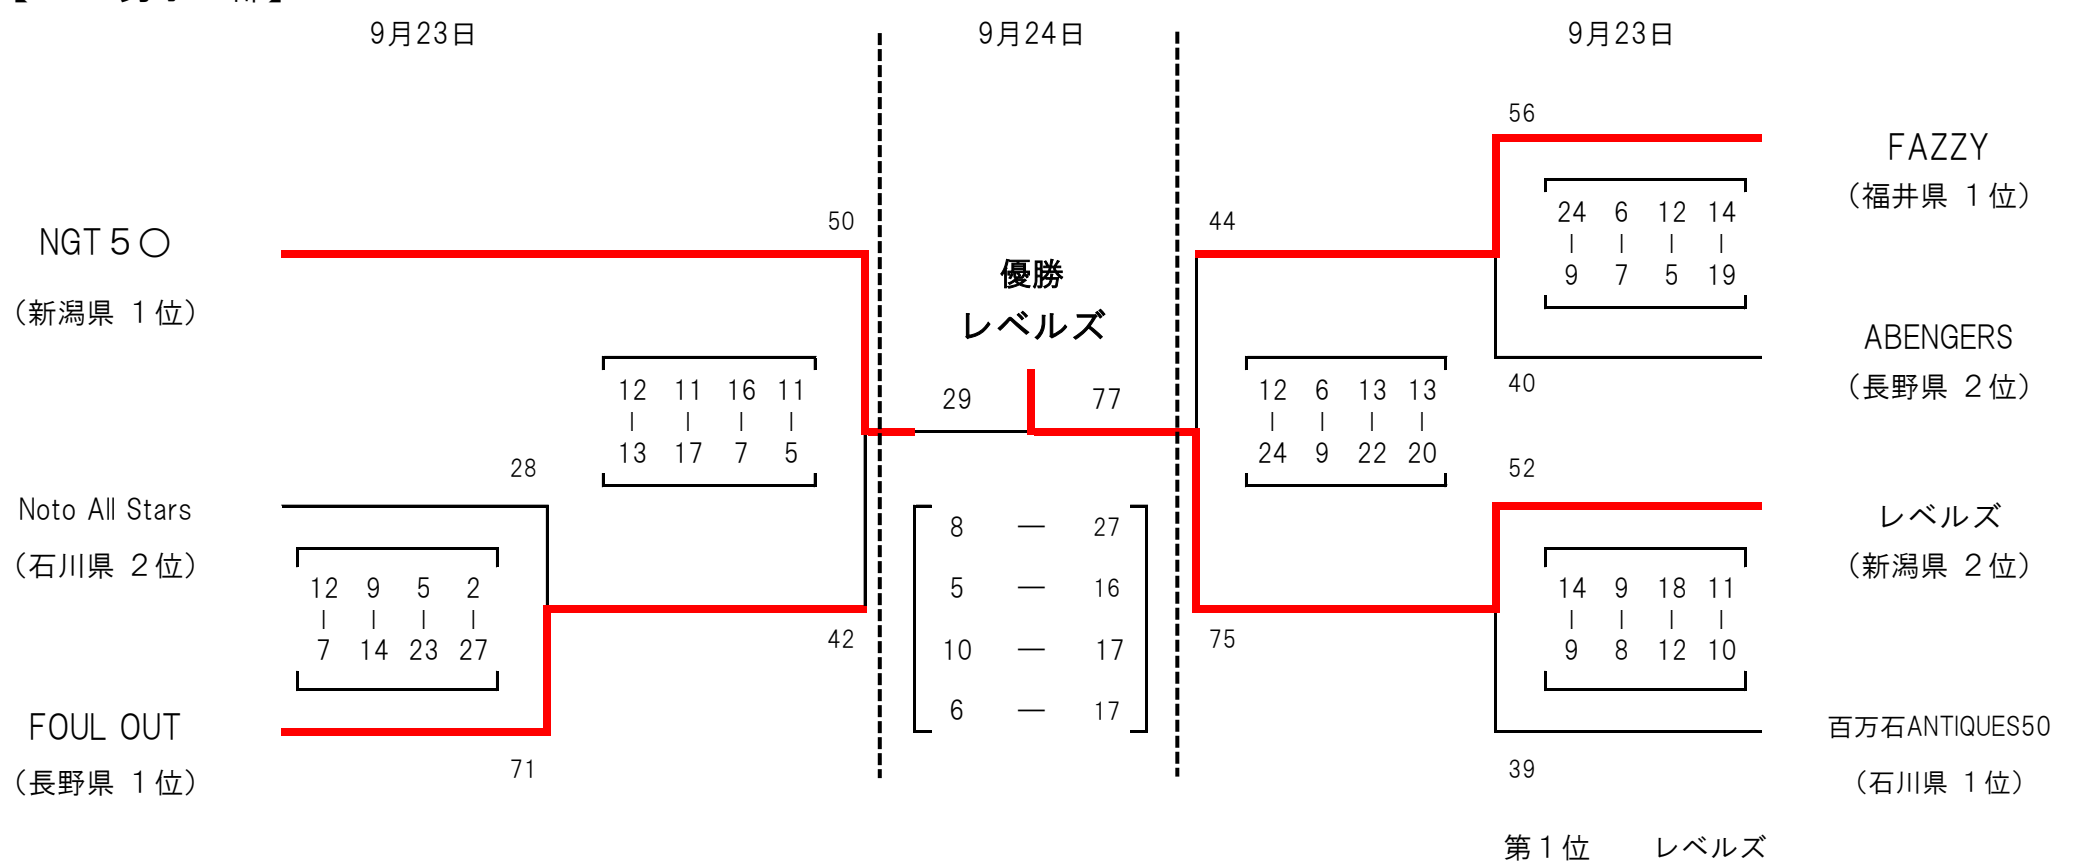 9月23日
9月24日
9月23日
56
FAZZY
(福井県 1位)
24 6 12 14
| | | |
9 7 5 19
50
44
NGT５〇
(新潟県 1位)
優勝
レベルズ
ABENGERS
(長野県 2位)
40
12 11 16 11
| | | |
13 17 7 5
29
77
12 6 13 13
| | | |
24 9 22 20
28
52
Noto All Stars
(石川県 2位)
12 9 5 2
| | | |
7 14 23 27
8 — 27
5 — 16
10 — 17
6 — 17
レベルズ
(新潟県 2位)
14 9 18 11
| | | |
9 8 12 10
42
75
FOUL OUT
(長野県 1位)
71
百万石ANTIQUES50
(石川県 1位)
39
第1位 レベルズ